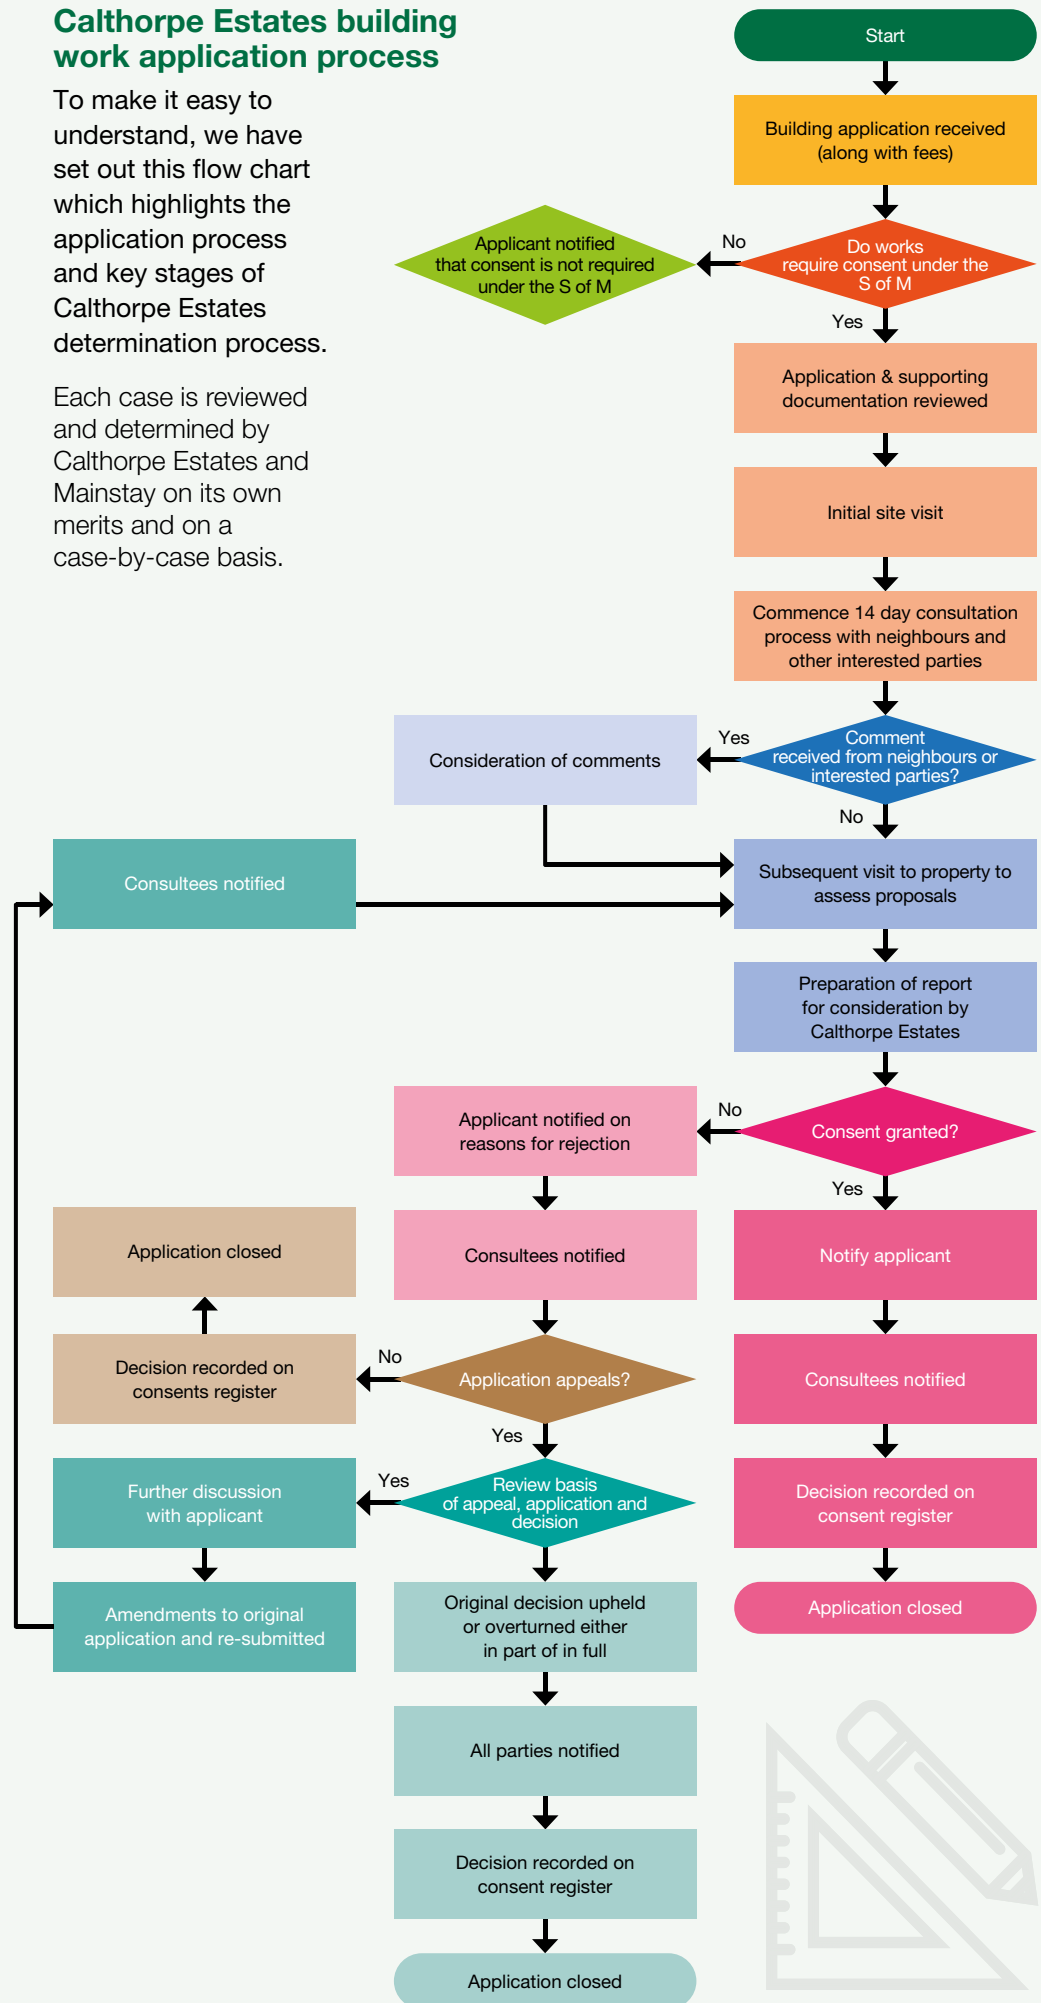 Calthorpe Estates building
work application process
To make it easy to
understand, we have
set out this flow chart
which highlights the
application process
and key stages of
Calthorpe Estates
determination process.
Each case is reviewed
and determined by
Calthorpe Estates and
Mainstay on its own
merits and on a
case-by-case basis.
Start
Building application received
(along with fees)
Do works
require consent under the
S of M
No
Applicant notified
that consent is not required
under the S of M
Yes
Application & supporting
documentation reviewed
Initial site visit
Commence 14 day consultation
process with neighbours and
other interested parties
Comment
received from neighbours or
interested parties?
Yes
Consideration of comments
No
Consultees notified
Subsequent visit to property to
assess proposals
Preparation of report
for consideration by
Calthorpe Estates
Consent granted?
No
Applicant notified on
reasons for rejection
Yes
Application closed
Consultees notified
Notify applicant
Decision recorded on
consents register
No
Application appeals?
Consultees notified
Yes
Further discussion
with applicant
Yes
Review basis
of appeal, application and
decision
Decision recorded on
consent register
Amendments to original
application and re-submitted
Original decision upheld
or overturned either
in part of in full
Application closed
All parties notified
Decision recorded on
consent register
Application closed